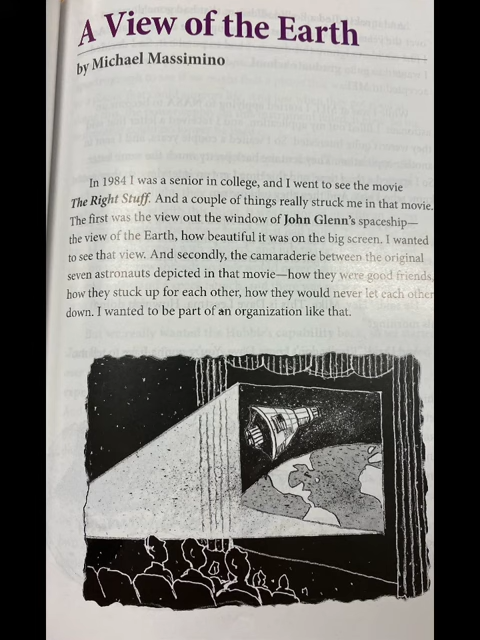 A View of the Earth
by Michael Massimino
In 1984 I was a senior in college, and I went to see the movie
The Right Stuff. And a couple of things really struck me in that movie.
The first was the view out the window of John Glenn's spaceship—
the view of the Earth, how beautiful it was on the big screen. I wanted
to see that view. And secondly, the camaraderie between the original
seven astronauts depicted in that movie—how they were good friends,
how they stuck up for each other, how they would never let each other
down. I wanted to be part of an organization like that.